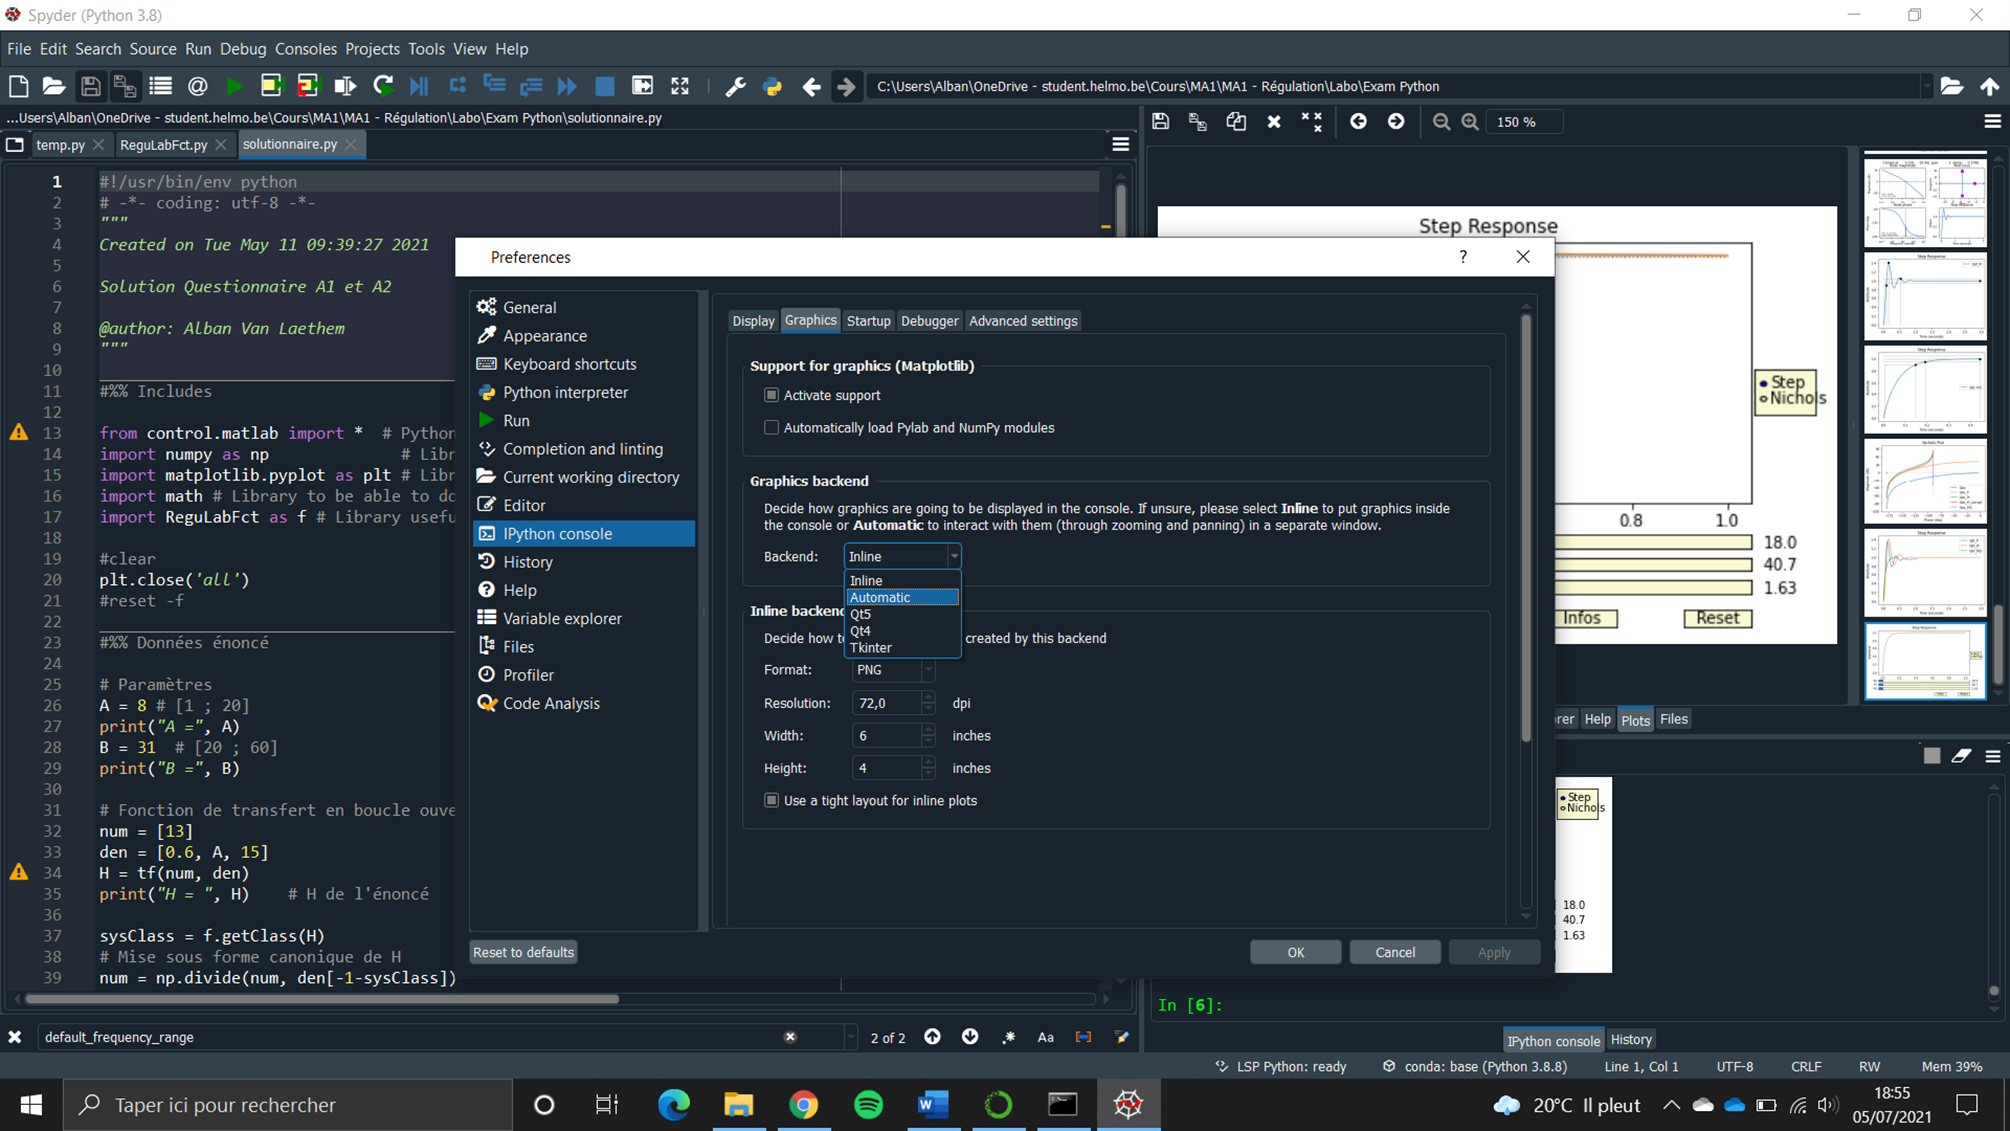 Spyder (Python 3.8)
File Edit Search Source Run Debug Consoles Projects Tools View Help
C:\Users\Alban\OneDrive - student.helmo.be\Cours\MA1\MA1 - Régulation\Labo\Exam Python
...Users\Alban\OneDrive - student.helmo.be\Cours\MA1\MA1 - Régulation\Labo\Exam Python\solutionnaire.py
temp.py
ReguLabFct.py
solutionnaire.py
150 %
1 #!/usr/bin/env python
2 # -*- coding: utf-8 -*-
3 """
4 Created on Tue May 11 09:39:27 2021
5
6 Solution Questionnaire A1 et A2
7
8 @author: Alban Van Laethem
9 """
10
11 #%% Includes
12
13 from control.matlab import * # Python
14 import numpy as np # Libr
15 import matplotlib.pyplot as plt # Libr
16 import math # Library to be able to do
17 import ReguLabFct as f # Library usefu
18
19 #clear
20 plt.close('all')
21 #reset -f
22
23 #%% Données énoncé
24
25 # Paramètres
26 A = 8 # [1 ; 20]
27 print("A =", A)
28 B = 31 # [20 ; 60]
29 print("B =", B)
30
31 # Fonction de transfert en boucle ouve
32 num = [13]
33 den = [0.6, A, 15]
34 H = tf(num, den)
35 print("H = ", H) # H de l'énoncé
36
37 sysClass = f.getClass(H)
38 # Mise sous forme canonique de H
39 num = np.divide(num, den[-1-sysClass])
default_frequency_range
2 of 2
Aa
Preferences
?
General
Appearance
Keyboard shortcuts
Python interpreter
Run
Completion and linting
Current working directory
Editor
IPython console
History
Help
Variable explorer
Files
Profiler
Code Analysis
Display Graphics Startup Debugger Advanced settings
Support for graphics (Matplotlib)
Activate support
Automatically load Pylab and NumPy modules
Graphics backend
Decide how graphics are going to be displayed in the console. If unsure, please select Inline to put graphics inside
the console or Automatic to interact with them (through zooming and panning) in a separate window.
Backend: Inline
Inline
Automatic
Qt5
Qt4
Tkinter
Inline backend
Decide how to created by this backend
Format: PNG
Resolution: 72,0 dpi
Width: 6 inches
Height: 4 inches
Use a tight layout for inline plots
Reset to defaults
OK
Cancel
Apply
Step Response
Step
Nichols
0.8 1.0
18.0
40.7
1.63
Infos
Reset
rer Help Plots Files
Step
Nichols
18.0
40.7
1.63
In [6]:
IPython console History
LSP Python: ready
conda: base (Python 3.8.8)
Line 1, Col 1
UTF-8
CRLF
RW
Mem 39%
Taper ici pour rechercher
20°C Il pleut
18:55
05/07/2021